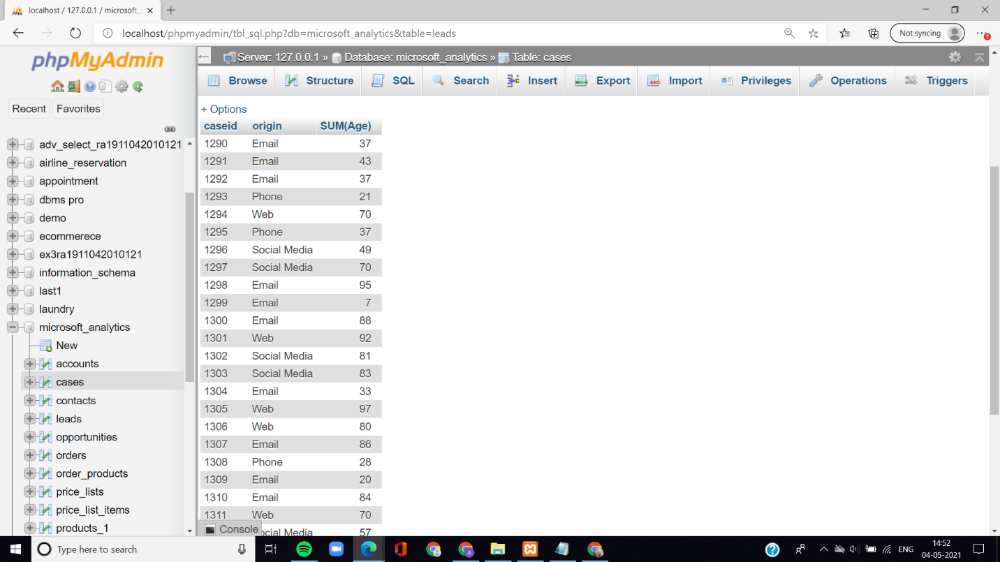 localhost / 127.0.0.1 / microsoft_
localhost/phpmyadmin/tbl_sql.php?db=microsoft_analytics&table=leads
Not syncing
phpMyAdmin
Recent Favorites
adv_select_ra1911042010121
airline_reservation
appointment
dbms pro
demo
ecommerece
ex3ra1911042010121
information_schema
last1
laundry
microsoft_analytics
New
accounts
cases
contacts
leads
opportunities
orders
order_products
price_lists
price_list_items
products_1
Server: 127.0.0.1 » Database: microsoft_analytics » Table: cases
Browse Structure SQL Search Insert Export Import Privileges Operations Triggers
+ Options
caseid origin SUM(Age)
1290 Email 37
1291 Email 43
1292 Email 37
1293 Phone 21
1294 Web 70
1295 Phone 37
1296 Social Media 49
1297 Social Media 70
1298 Email 95
1299 Email 7
1300 Email 88
1301 Web 92
1302 Social Media 81
1303 Social Media 83
1304 Email 33
1305 Web 97
1306 Web 80
1307 Email 86
1308 Phone 28
1309 Email 20
1310 Email 84
1311 Web 70
Media 57
Console
Type here to search
ENG
14:52
04-05-2021